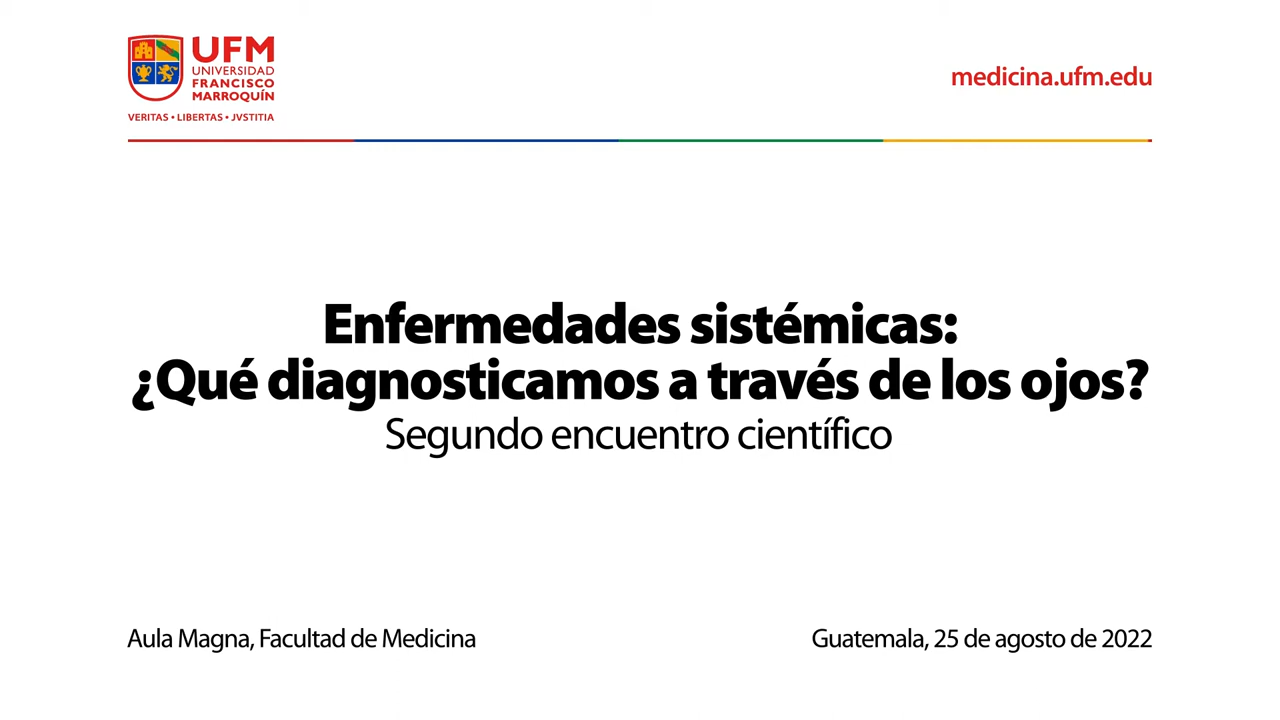 UFM
UNIVERSIDAD
FRANCISCO
MARROQUÍN
VERITAS • LIBERTAS • JVSTITIA
medicina.ufm.edu
Enfermedades sistémicas:
¿Qué diagnosticamos a través de los ojos?
Segundo encuentro científico
Aula Magna, Facultad de Medicina
Guatemala, 25 de agosto de 2022